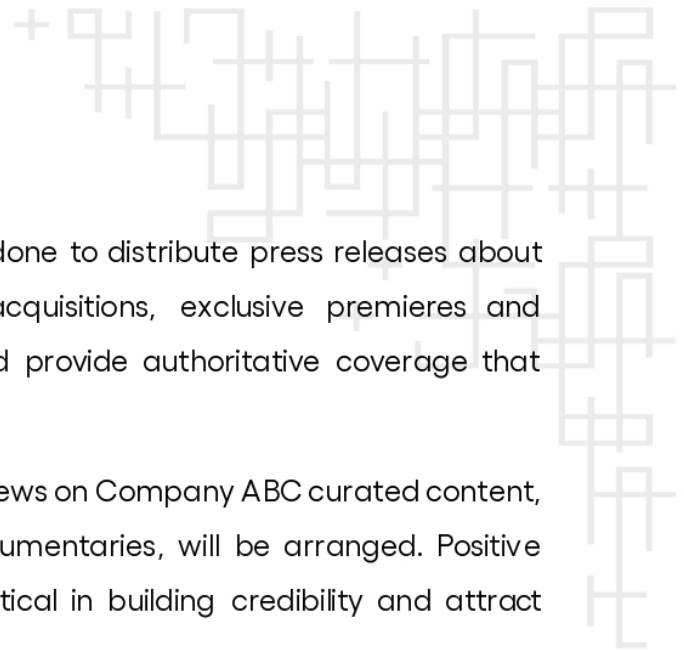 done to distribute press releases about
acquisitions, exclusive premieres and
provide authoritative coverage that
ews on Company ABC curated content,
umentaries, will be arranged. Positive
tical in building credibility and attract